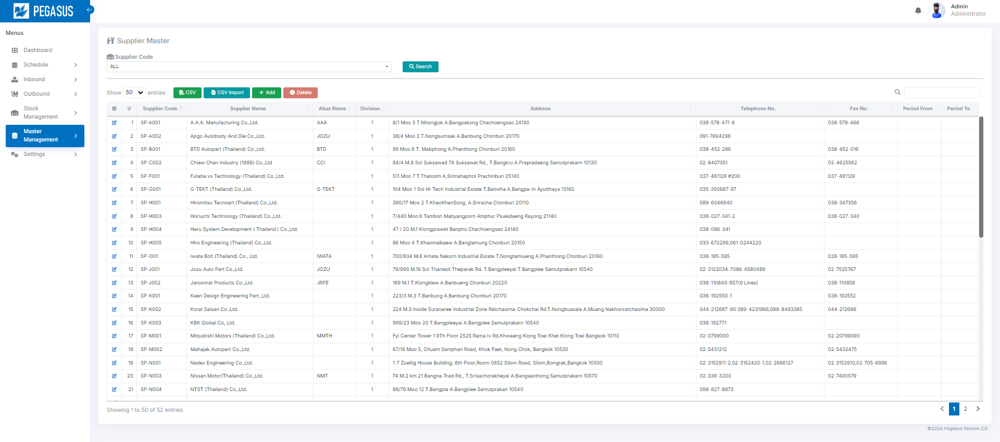 PEGASUS
Admin
Administrator
Menus
Dashboard
Schedule
Inbound
Outbound
Stock
Management
Master
Management
Settings
Supplier Master
Supplier Code
ALL
Search
Show 50 entries CSV CSV Import Add Delete
Supplier Code Supplier Name Alias Name Division Address Telephone No. Fax No. Period From Period To
1 SP-A001 A.A.A. Manufacturing Co.,Ltd. AAA 1 8/1 Moo 3 T.Nhongjok A.Bangpakong Chachoengsao 24130 038-578-471-6 038-578-466
2 SP-A002 Apgo Autobody And Die Co.,Ltd. JOZU 1 38/4 Moo 3 T.Nongsumsak A.Banbung Chonburi 20170 091-7694298
3 SP-B001 BTD Autopart (Thailand) Co.,Ltd. BTD 1 99 Moo 8 T. Mabphong A.Phanthong Chonburi 20160 038-452-286 038-452-016
4 SP-C002 Chiew Chan Industry (1989) Co.,Ltd CCI 1 84/4 M.8 Soi Suksawad 74 Suksawat Rd., T.Bangkru A.Prapradaeng Samutprakarn 10130 02-8407051 02-4625562
5 SP-F001 Futaba vs Technology (Thailand) Co.,Ltd. 1 511 Moo 7 T.Thatoom A.Srimahaphot Prachinburi 25140 037-481128 #200 037-481129
6 SP-G001 G-TEKT (Thailand) Co.,Ltd. G-TEKT 1 104 Moo 1 Soi Hi-Tech Industrial Estate T.Banwha A.Bangpa-In Ayutthaya 13160 035-350687-97
7 SP-H001 Hiromitsu Tecnoart (Thailand) Co.,Ltd. 1 390/17 Moo 2 T.KhaoKhanSong, A.Sriracha Chonburi 20110 089-6048940 038-347356
8 SP-H003 Horiuchi Technology (Thailand) Co.,Ltd. 1 7/440 Moo 6 Tambon Mabyangporn Amphur Pluakdaeng Rayong 21140 038-027-341-2 038-027-340
9 SP-H004 Haru System Development ( Thailand ) Co.,Ltd. 1 47 / 20 M.1 Klongprawet Banpho Chachoengsao 24140 038-086-341
10 SP-H005 Hiro Engineering (Thailand) Co.,Ltd. 1 86 Moo 4 T.Khaomaikaew A.Banglamung Chonburi 20150 033-672299,061-0244220
11 SP-I001 Iwata Bolt (Thailand) Co., Ltd. IWATA 1 700/834 M.6 Amata Nakorn Industrial Estate T.Nongtamlueng A.Phanthong Chonburi 20160 038-185-595 038-185-595
12 SP-J001 Jozu Auto Part Co.,Ltd. JOZU 1 79/999 M.19 Soi Thanasit Theparak Rd. T.Bangpleeyai T.Bangplee Samutprakarn 10540 02-3122034-7086-4580489 02-7525767
13 SP-J002 Jaroonrat Products Co.,Ltd. JRPE 1 189 M.1 T.Klongkiew A.Banbueng Chonburi 20220 038-110849-857(9 Lines) 038-110858
14 SP-K001 Kaen Design Engineering Part.,Ltd. 1 223/3 M.3 T.Banbung A.Banbung Chonburi 20170 038-192550-1 038-192552
15 SP-K002 Korat Saisan Co.,Ltd. 1 224 M.3 Inside Suranaree Industrial Zone Ratchasima-Chokchai Rd.T.Nongbuasala A.Muang Nakhonratchasima 30000 044-212687-90 089-4231966,089-8493385 044-212686
16 SP-K003 KBK Global Co,.Ltd. 1 999/23 Moo 20 T.Bangpleeyai A.Bangplee Samutprakarn 10540 038-192771
17 SP-M001 Mitsubishi Motors (Thailand) Co.,Ltd. MMTH 1 Fyi Center Tower 1 9Th Floor 2525 Rama Iv Rd.Khwaeng Klong Toei Khet Klong Toei Bangkok 10110 02-0799000 02-20799090
18 SP-M002 Mahajak Autopart Co.,Ltd. 1 67/16 Moo 5, Chuam Samphan Road, Khok Faet, Nong Chok, Bangkok 10530 02-5431212 02-5432475
19 SP-N001 Nadex Engineering Co.,Ltd. 1 1-7 Zuellig House Building, 8th Floor,Room 0852 Silom Road, Silom,Bongrak,Bangkok 10500 02-3152911-2,02-3152420-1,02-2666127 02-3152910,02-705-6996
20 SP-N003 Nissan Motor(Thailand) Co.,Ltd. NMT 1 74 M.2 km.21 Bangna-Trad Rd., T.Srisachorakheyai A.Bangsaothong Samutprakarn 10570 02-339-3200 02-7400579
21 SP-N004 NTST (Thailand) Co.,Ltd. 1 88/76 Moo 12 T.Bangpla A.Bangplee Samutprakan 10540 098-827-8873
Showing 1 to 50 of 52 entries
1 2
©2024 Pegasus Version 2.0